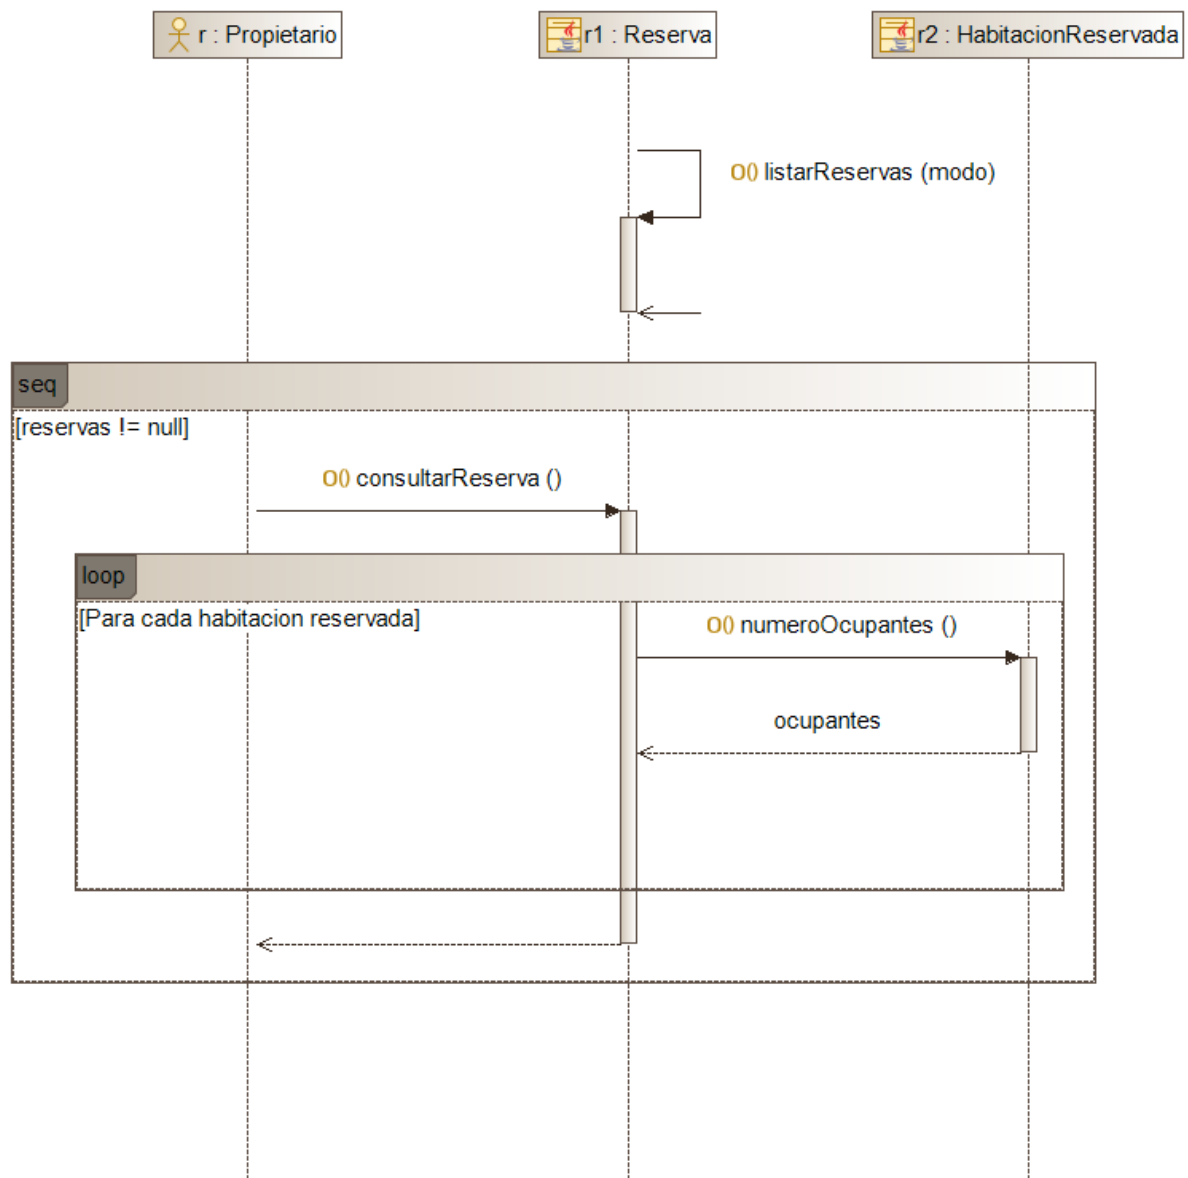 r : Propietario
r1 : Reserva
r2 : HabitacionReservada
O() listarReservas (modo)
seq
[reservas != null]
O() consultarReserva ()
loop
[Para cada habitacion reservada]
O() numeroOcupantes ()
ocupantes